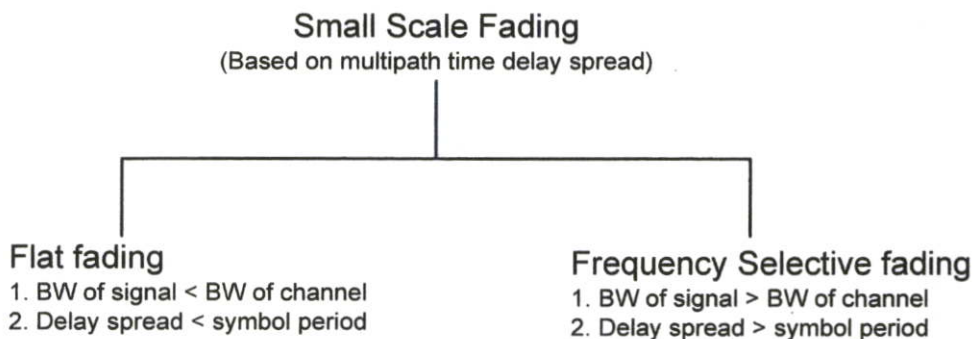 Small Scale Fading
(Based on multipath time delay spread)
Flat fading
1. BW of signal < BW of channel
2. Delay spread < symbol period
Frequency Selective fading
1. BW of signal > BW of channel
2. Delay spread > symbol period